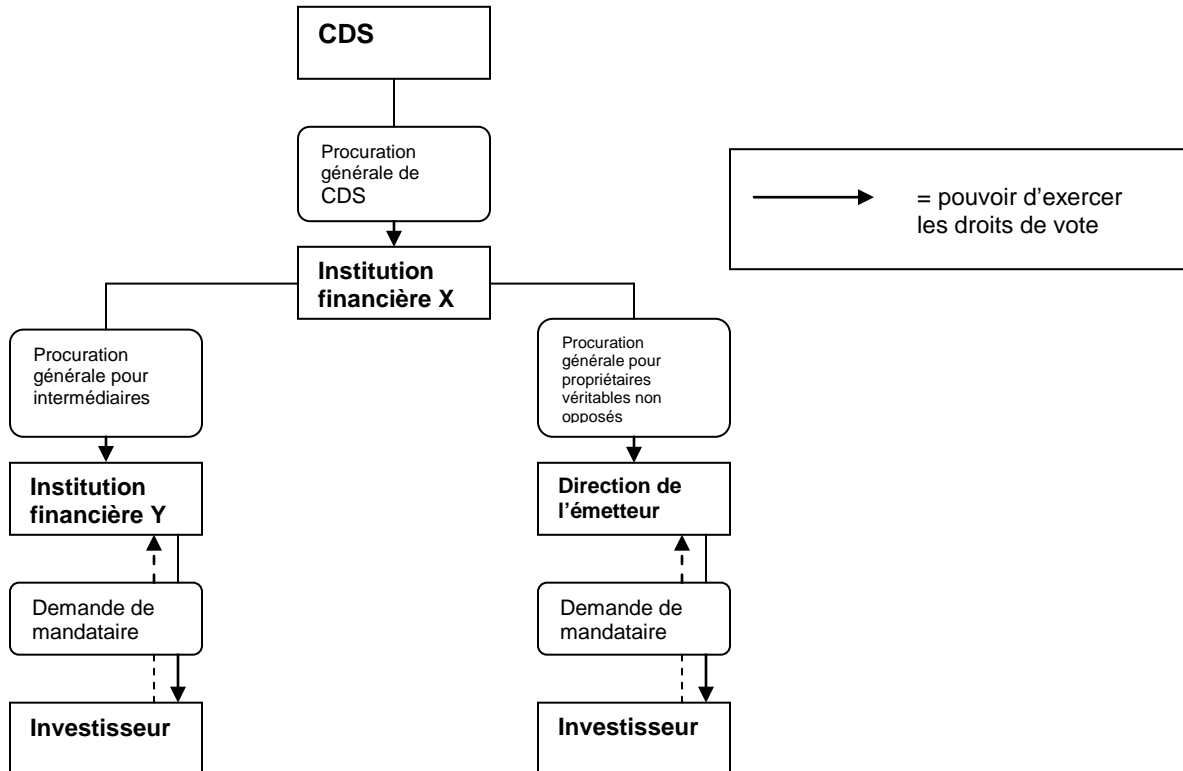 CDS
Procuration
générale de
CDS
= pouvoir d'exercer
les droits de vote
Institution
financière X
Procuration
générale pour
intermédiaires
Procuration
générale pour
propriétaires
véritables non
opposés
Institution
financière Y
Direction de
l'émetteur
Demande de
mandataire
Demande de
mandataire
Investisseur
Investisseur